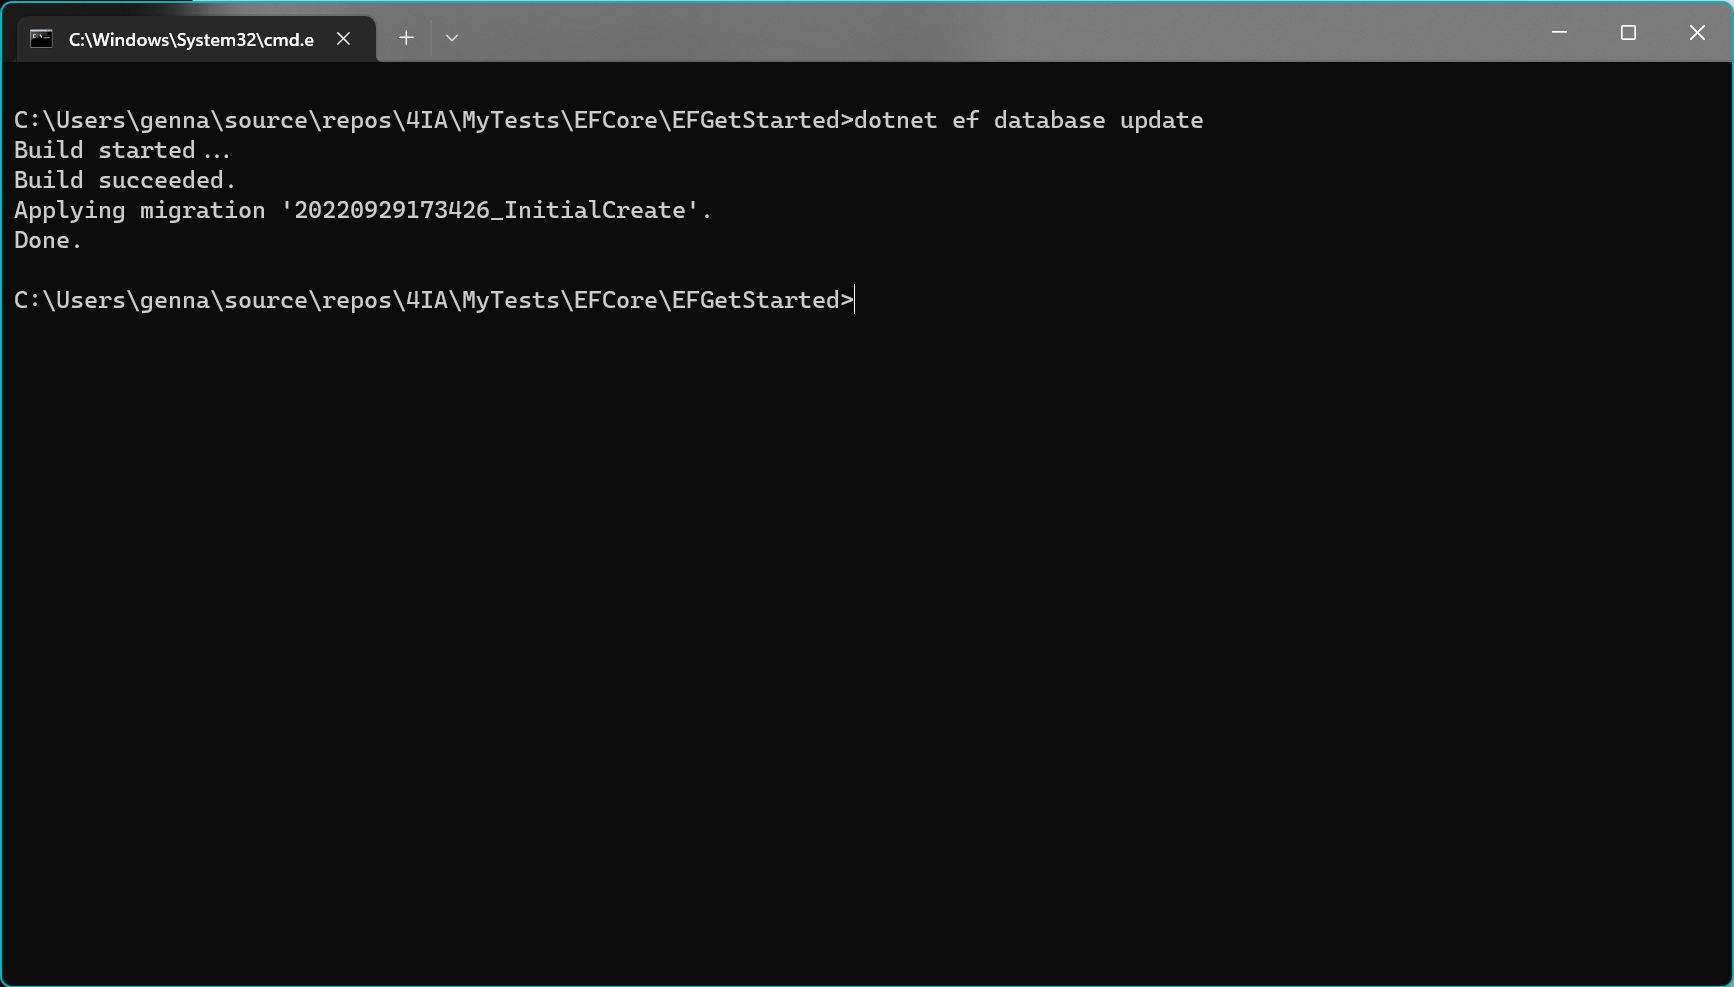 C:\Windows\System32\cmd.e
C:\Users\genna\source\repos\4IA\MyTests\EFCore\EFGetStarted>dotnet ef database update
Build started...
Build succeeded.
Applying migration '20220929173426_InitialCreate'.
Done.
C:\Users\genna\source\repos\4IA\MyTests\EFCore\EFGetStarted>